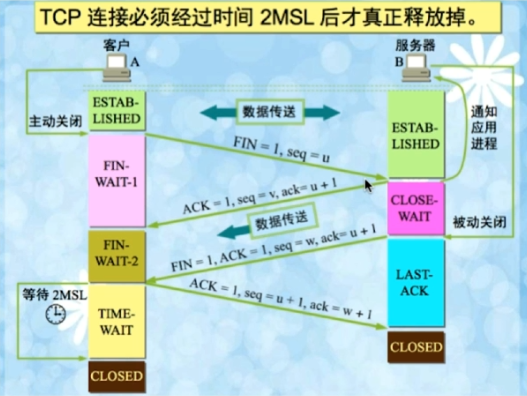 TCP 连接必须经过时间 2MSL 后才真正释放掉。
客户
A
服务器
B
主动关闭
ESTAB-
LISHED
数据传送
ESTAB-
LISHED
通知
应用
进程
FIN = 1, seq = u
FIN-
WAIT-1
ACK = 1, seq = v, ack= u + 1
CLOSE-
WAIT
数据传送
被动关闭
FIN-
WAIT-2
FIN = 1, ACK = 1, seq = w, ack= u + 1
LAST-
ACK
等待 2MSL
ACK = 1, seq = u + 1, ack = w + 1
TIME-
WAIT
CLOSED
CLOSED